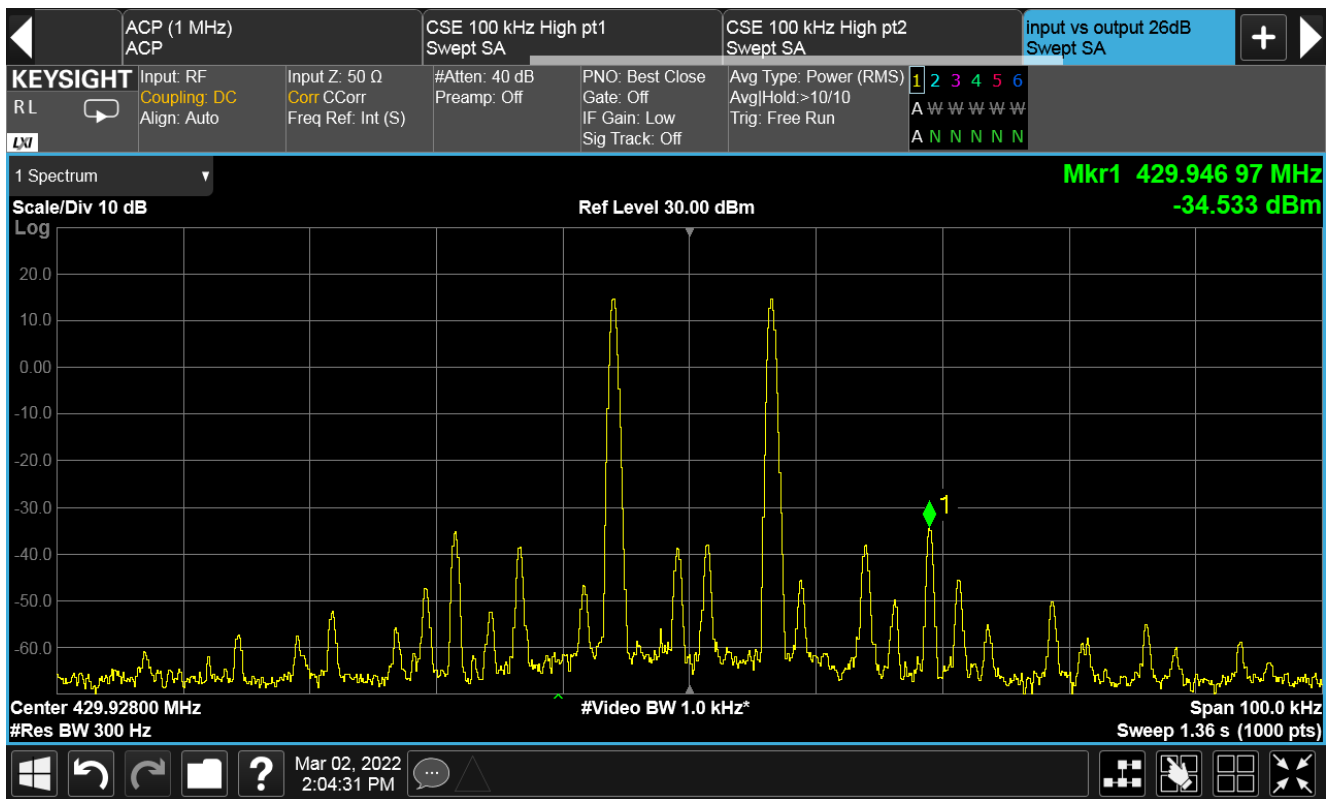 ACP (1 MHz)
ACP
CSE 100 kHz High pt1
Swept SA
CSE 100 kHz High pt2
Swept SA
input vs output 26dB
Swept SA
+
KEYSIGHT
R L
LXI
Input: RF
Coupling: DC
Align: Auto
Input Z: 50 Ω
Corr CCorr
Freq Ref: Int (S)
#Atten: 40 dB
Preamp: Off
PNO: Best Close
Gate: Off
IF Gain: Low
Sig Track: Off
Avg Type: Power (RMS)
Avg|Hold:>10/10
Trig: Free Run
1 2 3 4 5 6
A W W W W W
A N N N N N
1 Spectrum
Mkr1 429.946 97 MHz
-34.533 dBm
Scale/Div 10 dB
Ref Level 30.00 dBm
Log
20.0
10.0
0.00
-10.0
-20.0
-30.0
-40.0
-50.0
-60.0
1
Center 429.92800 MHz
#Video BW 1.0 kHz*
Span 100.0 kHz
#Res BW 300 Hz
Sweep 1.36 s (1000 pts)
?
Mar 02, 2022
2:04:31 PM